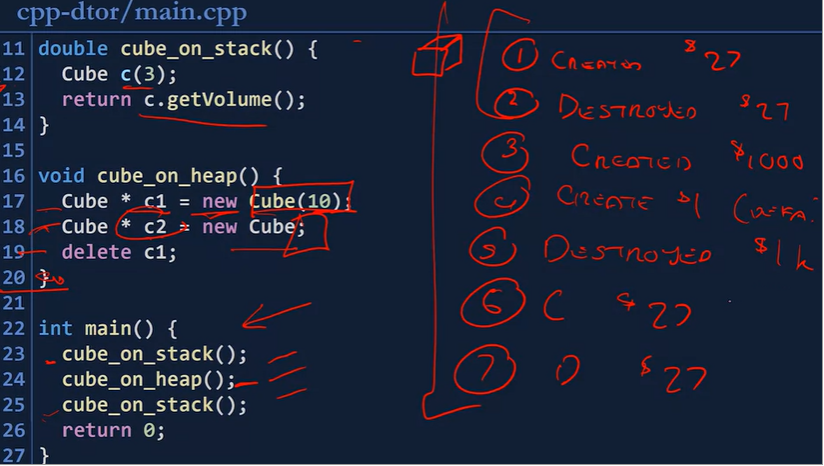 cpp-dtor/main.cpp
11 double cube_on_stack() {
12 Cube c(3);
13 return c.getVolume();
14 }
15
16 void cube_on_heap() {
17 Cube * c1 = new Cube(10);
18 Cube * c2 = new Cube;
19 delete c1;
20 }
21
22 int main() {
23 cube_on_stack();
24 cube_on_heap();
25 cube_on_stack();
26 return 0;
27 }
1 CREATED $27
2 DESTROYED $27
3 CREATED $1000
4 CREATE $1 (DEFA
5 DESTROYED $1k
6 C $27
7 D $27